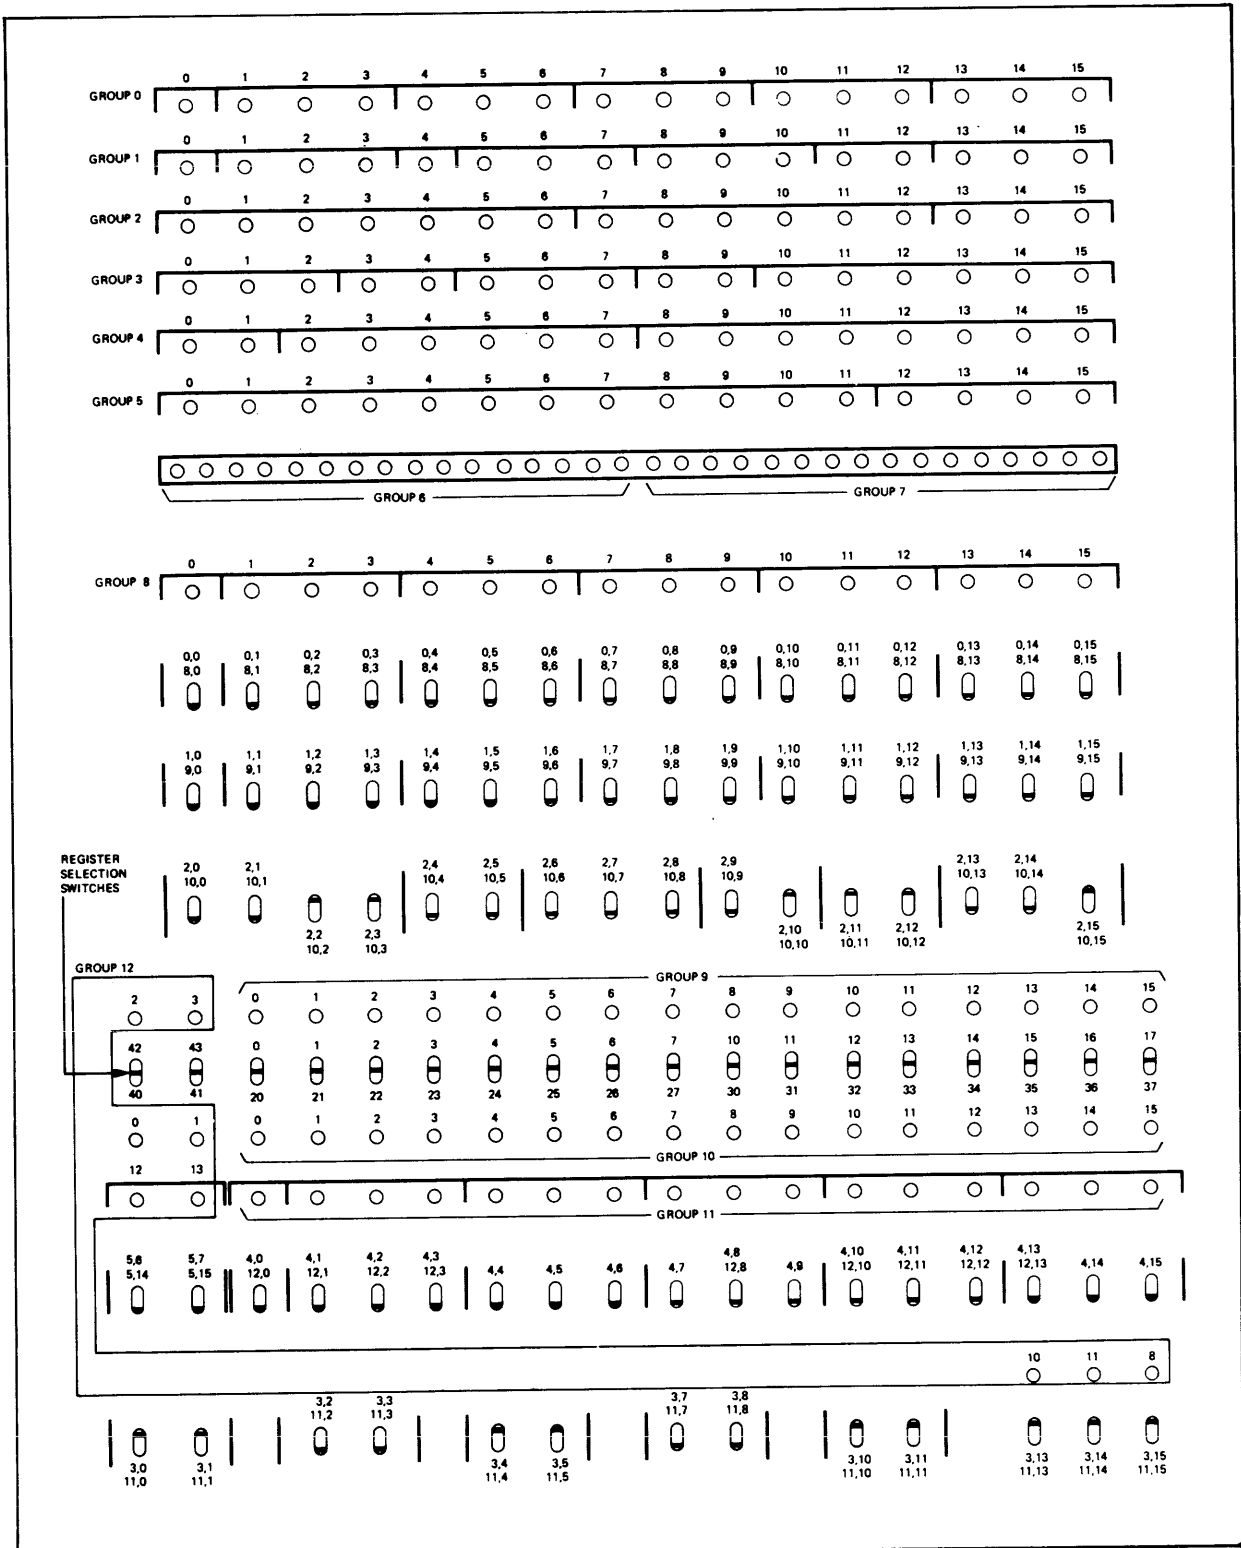 0 1 2 3 4 5 6 7 8 9 10 11 12 13 14 15
GROUP 0
0 1 2 3 4 5 6 7 8 9 10 11 12 13 14 15
GROUP 1
0 1 2 3 4 5 6 7 8 9 10 11 12 13 14 15
GROUP 2
0 1 2 3 4 5 6 7 8 9 10 11 12 13 14 15
GROUP 3
0 1 2 3 4 5 6 7 8 9 10 11 12 13 14 15
GROUP 4
0 1 2 3 4 5 6 7 8 9 10 11 12 13 14 15
GROUP 5
GROUP 6 GROUP 7
0 1 2 3 4 5 6 7 8 9 10 11 12 13 14 15
GROUP 8
0,0 0,1 0,2 0,3 0,4 0,5 0,6 0,7 0,8 0,9 0,10 0,11 0,12 0,13 0,14 0,15
8,0 8,1 8,2 8,3 8,4 8,5 8,6 8,7 8,8 8,9 8,10 8,11 8,12 8,13 8,14 8,15
1,0 1,1 1,2 1,3 1,4 1,5 1,6 1,7 1,8 1,9 1,10 1,11 1,12 1,13 1,14 1,15
9,0 9,1 9,2 9,3 9,4 9,5 9,6 9,7 9,8 9,9 9,10 9,11 9,12 9,13 9,14 9,15
REGISTER
SELECTION
SWITCHES
2,0 2,1 2,4 2,5 2,6 2,7 2,8 2,9 2,13 2,14
10,0 10,1 10,4 10,5 10,6 10,7 10,8 10,9 10,13 10,14
2,2 2,3 2,10 2,11 2,12 2,15
10,2 10,3 10,10 10,11 10,12 10,15
GROUP 12
GROUP 9
2 3 0 1 2 3 4 5 6 7 8 9 10 11 12 13 14 15
42 43 0 1 2 3 4 5 6 7 10 11 12 13 14 15 16 17
40 41 20 21 22 23 24 25 26 27 30 31 32 33 34 35 36 37
0 1 0 1 2 3 4 5 6 7 8 9 10 11 12 13 14 15
GROUP 10
12 13
GROUP 11
5,6 5,7 4,0 4,1 4,2 4,3 4,8 4,10 4,11 4,12 4,13
5,14 5,15 12,0 12,1 12,2 12,3 4,4 4,5 4,6 4,7 12,8 4,9 12,10 12,11 12,12 12,13 4,14 4,15
10 11 8
3,2 3,3 3,7 3,8
11,2 11,3 11,7 11,8
3,0 3,1 3,4 3,5 3,10 3,11 3,13 3,14 3,15
11,0 11,1 11,4 11,5 11,10 11,11 11,13 11,14 11,15